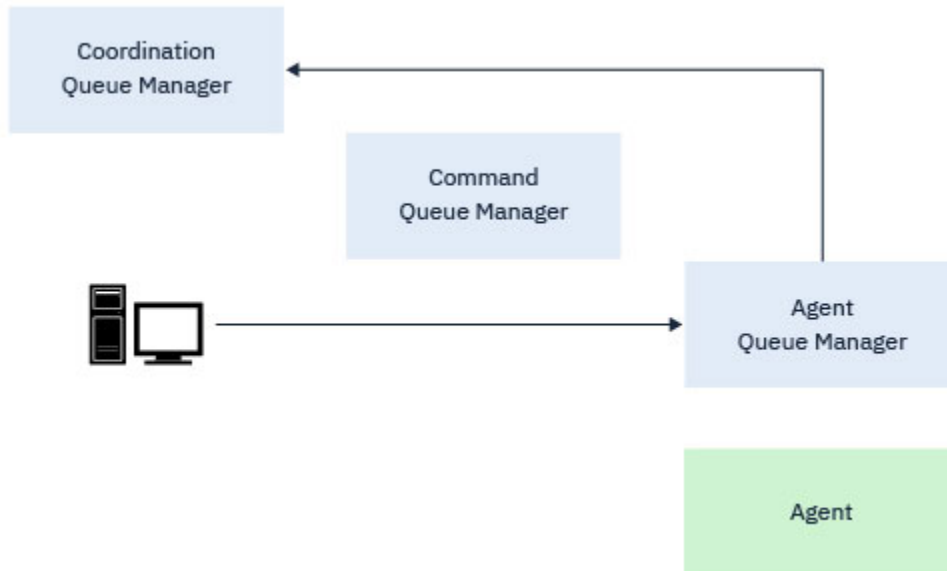 Coordination
Queue Manager
Command
Queue Manager
Agent
Queue Manager
Agent